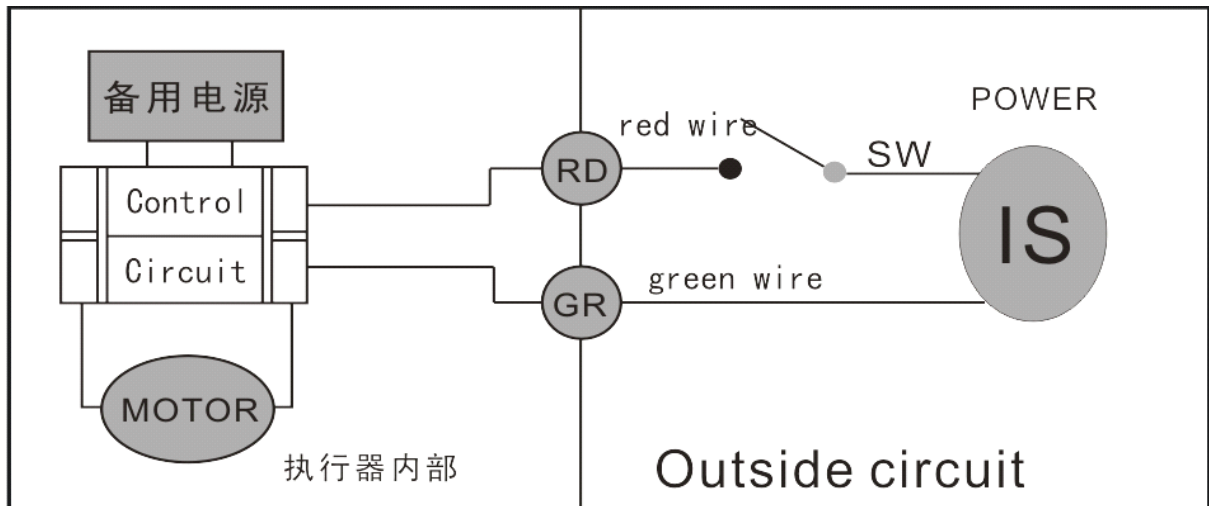 备用电源
Control
Circuit
MOTOR
执行器内部
RD
GR
red wire
SW
green wire
POWER
IS
Outside circuit